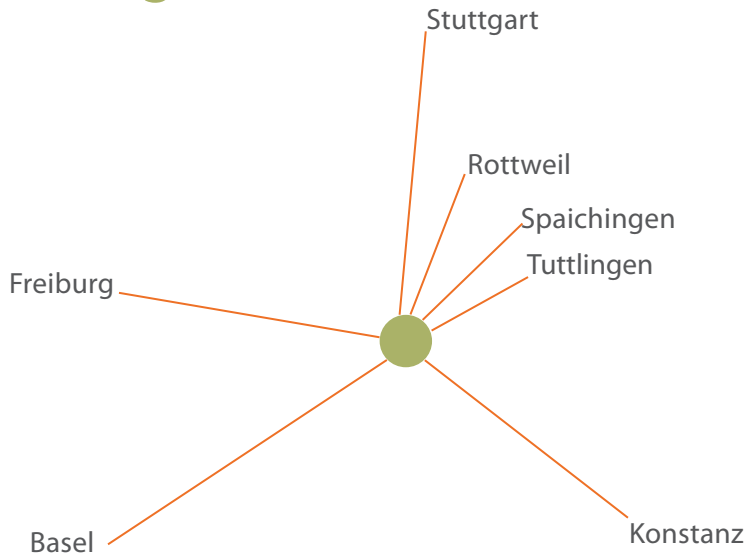 Stuttgart
Rottweil
Spaichingen
Tuttlingen
Freiburg
Basel
Konstanz